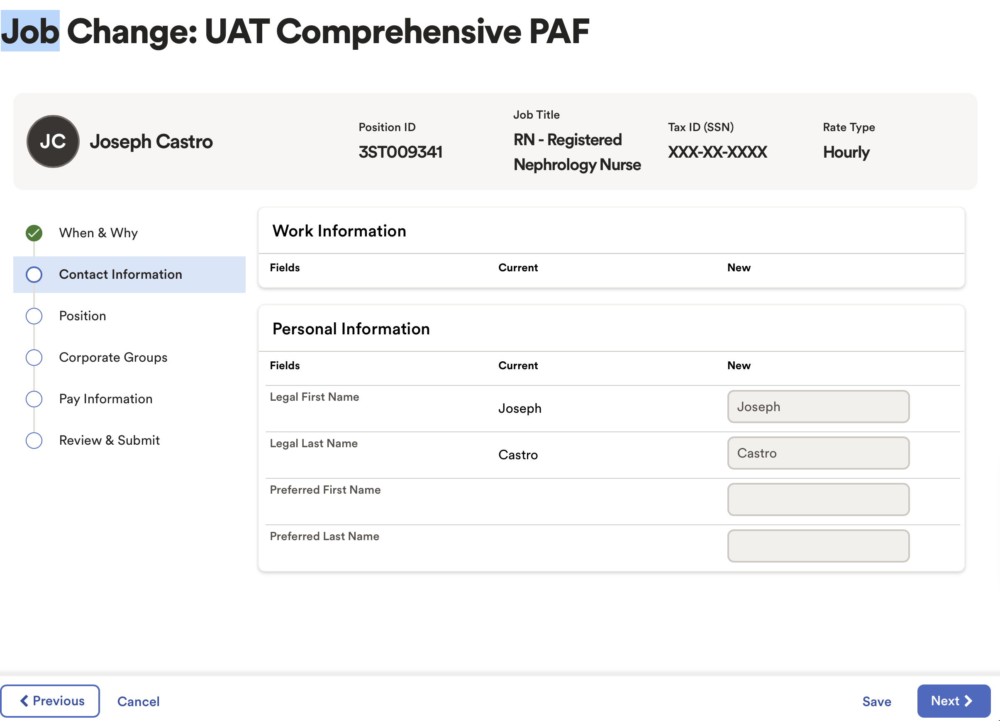 Job Change: UAT Comprehensive PAF
JC
Joseph Castro
Position ID
3ST009341
Job Title
RN - Registered
Nephrology Nurse
Tax ID (SSN)
XXX-XX-XXXX
Rate Type
Hourly
When & Why
Contact Information
Position
Corporate Groups
Pay Information
Review & Submit
Work Information
Fields Current New
Personal Information
Fields Current New
Legal First Name Joseph Joseph
Legal Last Name Castro Castro
Preferred First Name
Preferred Last Name
Previous Cancel Save Next